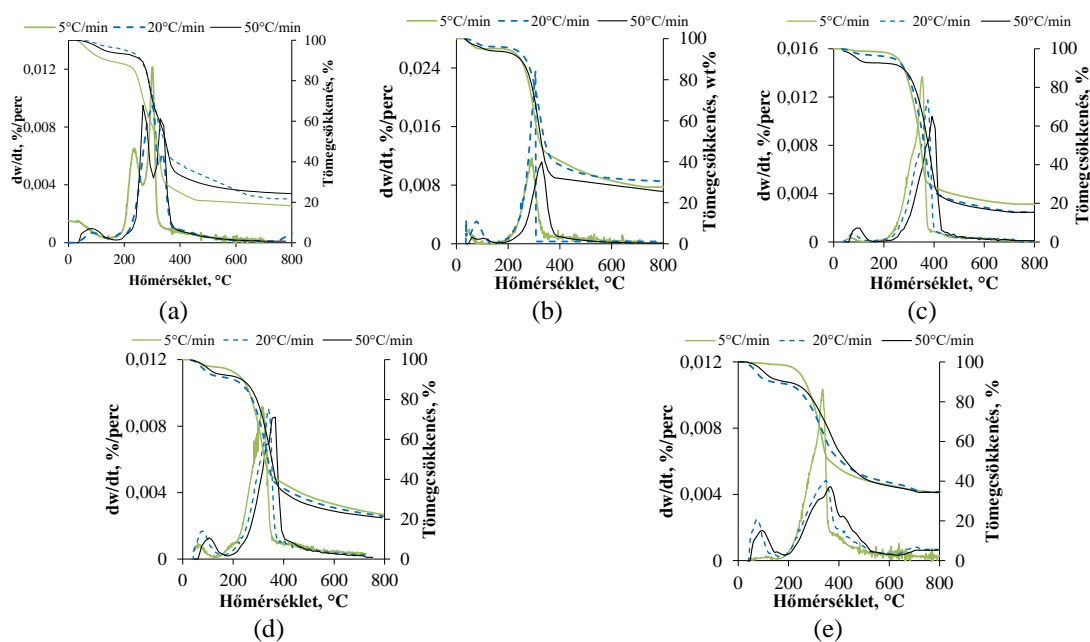 5°C/min 20°C/min 50°C/min
0,012
0,008
0,004
0
100
80
60
40
20
0
0 200 400 600 800
dw/dt, %/perc
Tömegcsökkenés, %
Hőmérséklet, °C
(a)
5°C/min 20°C/min 50°C/min
0,024
0,016
0,008
0
100
80
60
40
20
0
0 200 400 600 800
dw/dt, %/perc
Tömegcsökkenés, wt%
Hőmérséklet, °C
(b)
5°C/min 20°C/min 50°C/min
0,016
0,012
0,008
0,004
0
100
80
60
40
20
0
0 200 400 600 800
dw/dt, %/perc
Tömegcsökkenés, %
Hőmérséklet, °C
(c)
5°C/min 20°C/min 50°C/min
0,012
0,008
0,004
0
100
80
60
40
20
0
0 200 400 600 800
dw/dt, %/perc
Tömegcsökkenés, %
Hőmérséklet, °C
(d)
5°C/min 20°C/min 50°C/min
0,012
0,008
0,004
0
100
80
60
40
20
0
0 200 400 600 800
dw/dt, %/perc
Tömegcsökkenés, %
Hőmérséklet, °C
(e)